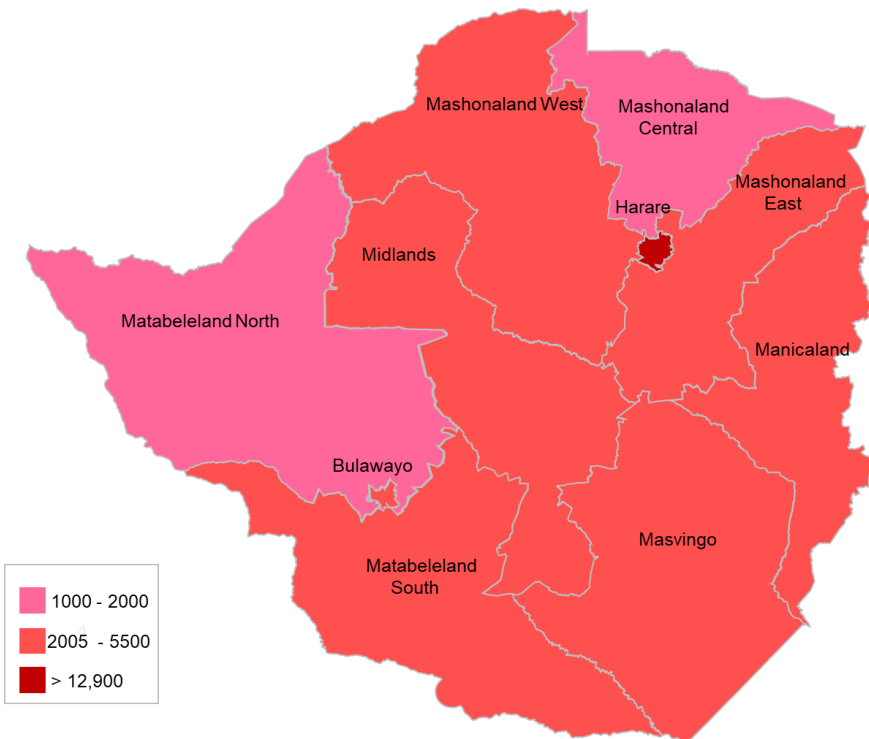 Mashonaland West
Mashonaland
Central
Mashonaland
East
Harare
Midlands
Matabeleland North
Manicaland
Bulawayo
Masvingo
Matabeleland
South
1000 - 2000
2005 - 5500
> 12,900